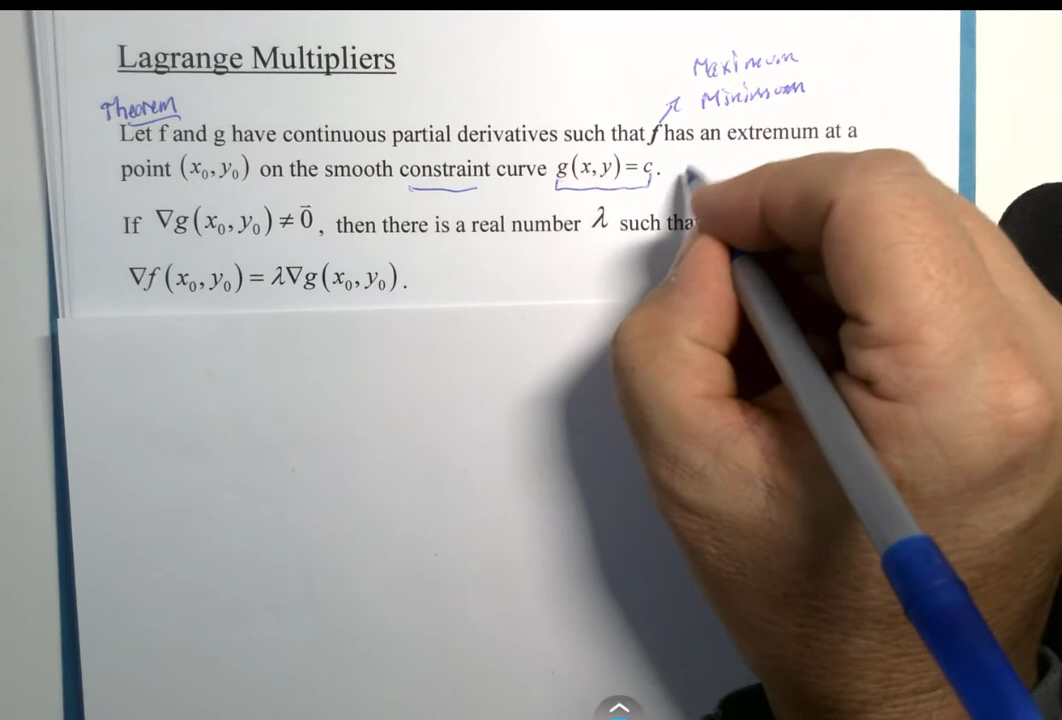 Lagrange Multipliers
Maximum
Minimum
Theorem
Let f and g have continuous partial derivatives such that f has an extremum at a
point (x₀, y₀) on the smooth constraint curve g(x, y) = c.
If ∇g(x₀, y₀) ≠ 0⃗ , then there is a real number λ such
∇f(x₀, y₀) = λ∇g(x₀, y₀).